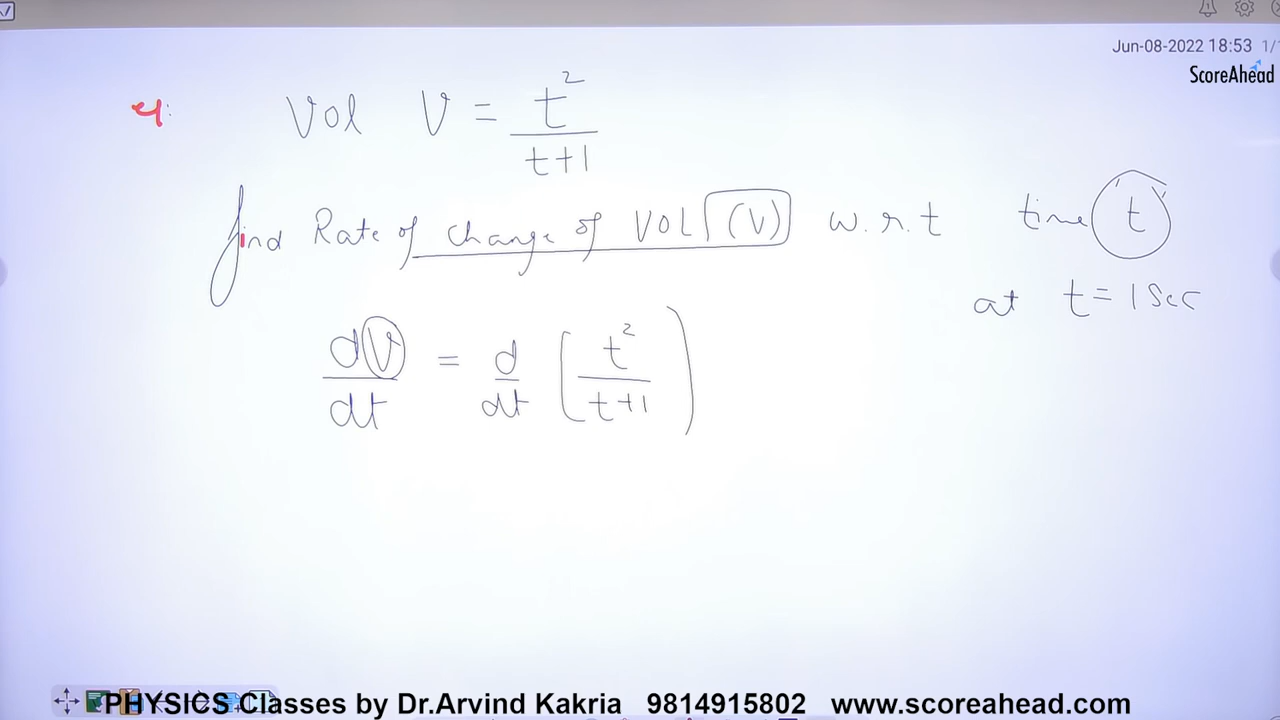 Jun-08-2022 18:53 1/
ScoreAhead
Vol V = t²/(t+1)
find Rate of change of VOL (V) w.r.t time t
at t = 1 Sec
dV/dt = d/dt (t²/(t+1))
PHYSICS Classes by Dr.Arvind Kakria 9814915802 www.scoreahead.com